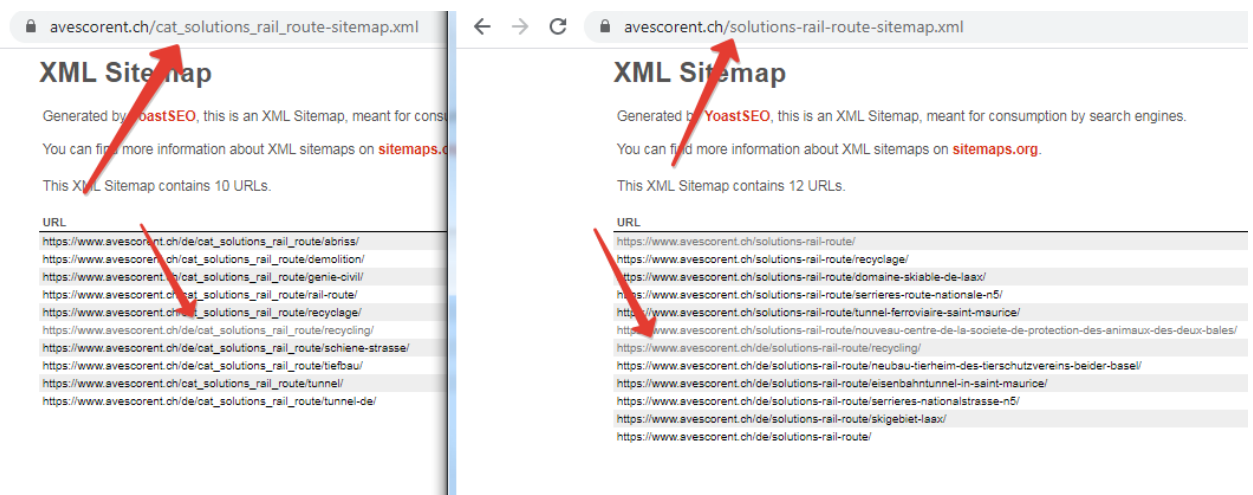 avescorent.ch/cat_solutions_rail_route-sitemap.xml
XML Sitemap
Generated by YoastSEO, this is an XML Sitemap, meant for
You can find more information about XML sitemaps on
This XML Sitemap contains 10 URLs.
URL
https://www.avescorent.ch/de/cat_solutions_rail_route/abriss/
https://www.avescorent.ch/cat_solutions_rail_route/demolition/
https://www.avescorent.ch/cat_solutions_rail_route/genie-civil/
https://www.avescorent.ch/cat_solutions_rail_route/rail-route/
https://www.avescorent.ch/cat_solutions_rail_route/recyclage/
https://www.avescorent.ch/de/cat_solutions_rail_route/recycling/
https://www.avescorent.ch/de/cat_solutions_rail_route/schiene-strasse/
https://www.avescorent.ch/de/cat_solutions_rail_route/tiefbau/
https://www.avescorent.ch/cat_solutions_rail_route/tunnel/
https://www.avescorent.ch/de/cat_solutions_rail_route/tunnel-de/
avescorent.ch/solutions-rail-route-sitemap.xml
XML Sitemap
Generated by YoastSEO, this is an XML Sitemap, meant for consumption by search engines.
You can find more information about XML sitemaps on sitemaps.org.
This XML Sitemap contains 12 URLs.
URL
https://www.avescorent.ch/solutions-rail-route/
https://www.avescorent.ch/solutions-rail-route/recyclage/
https://www.avescorent.ch/solutions-rail-route/domaine-skiable-de-laax/
https://www.avescorent.ch/solutions-rail-route/serrieres-route-nationale-n5/
https://www.avescorent.ch/solutions-rail-route/tunnel-ferroviaire-saint-maurice/
https://www.avescorent.ch/solutions-rail-route/nouveau-centre-de-la-societe-de-protection-des-animaux-des-deux-bales/
https://www.avescorent.ch/de/solutions-rail-route/recycling/
https://www.avescorent.ch/de/solutions-rail-route/neubau-tierheim-des-tierschutzvereins-beider-basel/
https://www.avescorent.ch/de/solutions-rail-route/eisenbahntunnel-in-saint-maurice/
https://www.avescorent.ch/de/solutions-rail-route/serrieres-nationalstrasse-n5/
https://www.avescorent.ch/de/solutions-rail-route/skigebiet-laax/
https://www.avescorent.ch/de/solutions-rail-route/